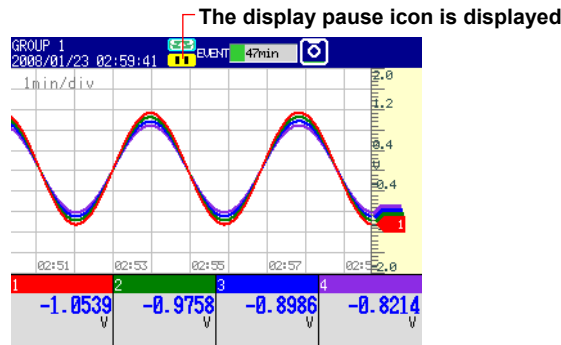 The display pause icon is displayed
GROUP 1
2008/01/23 02:59:41
EVENT 47min
1min/div
2.0
1.2
0.4
-0.4
-2.0
1
02:51 02:53 02:55 02:57 02:5
1 2 3 4
-1.0539 -0.9758 -0.8986 -0.8214
V V V V